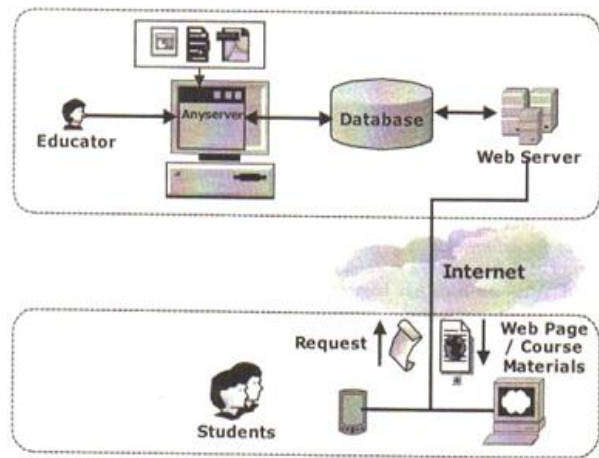 Anyserver
Educator
Database
Web Server
Internet
Request
Web Page
/ Course
Materials
Students